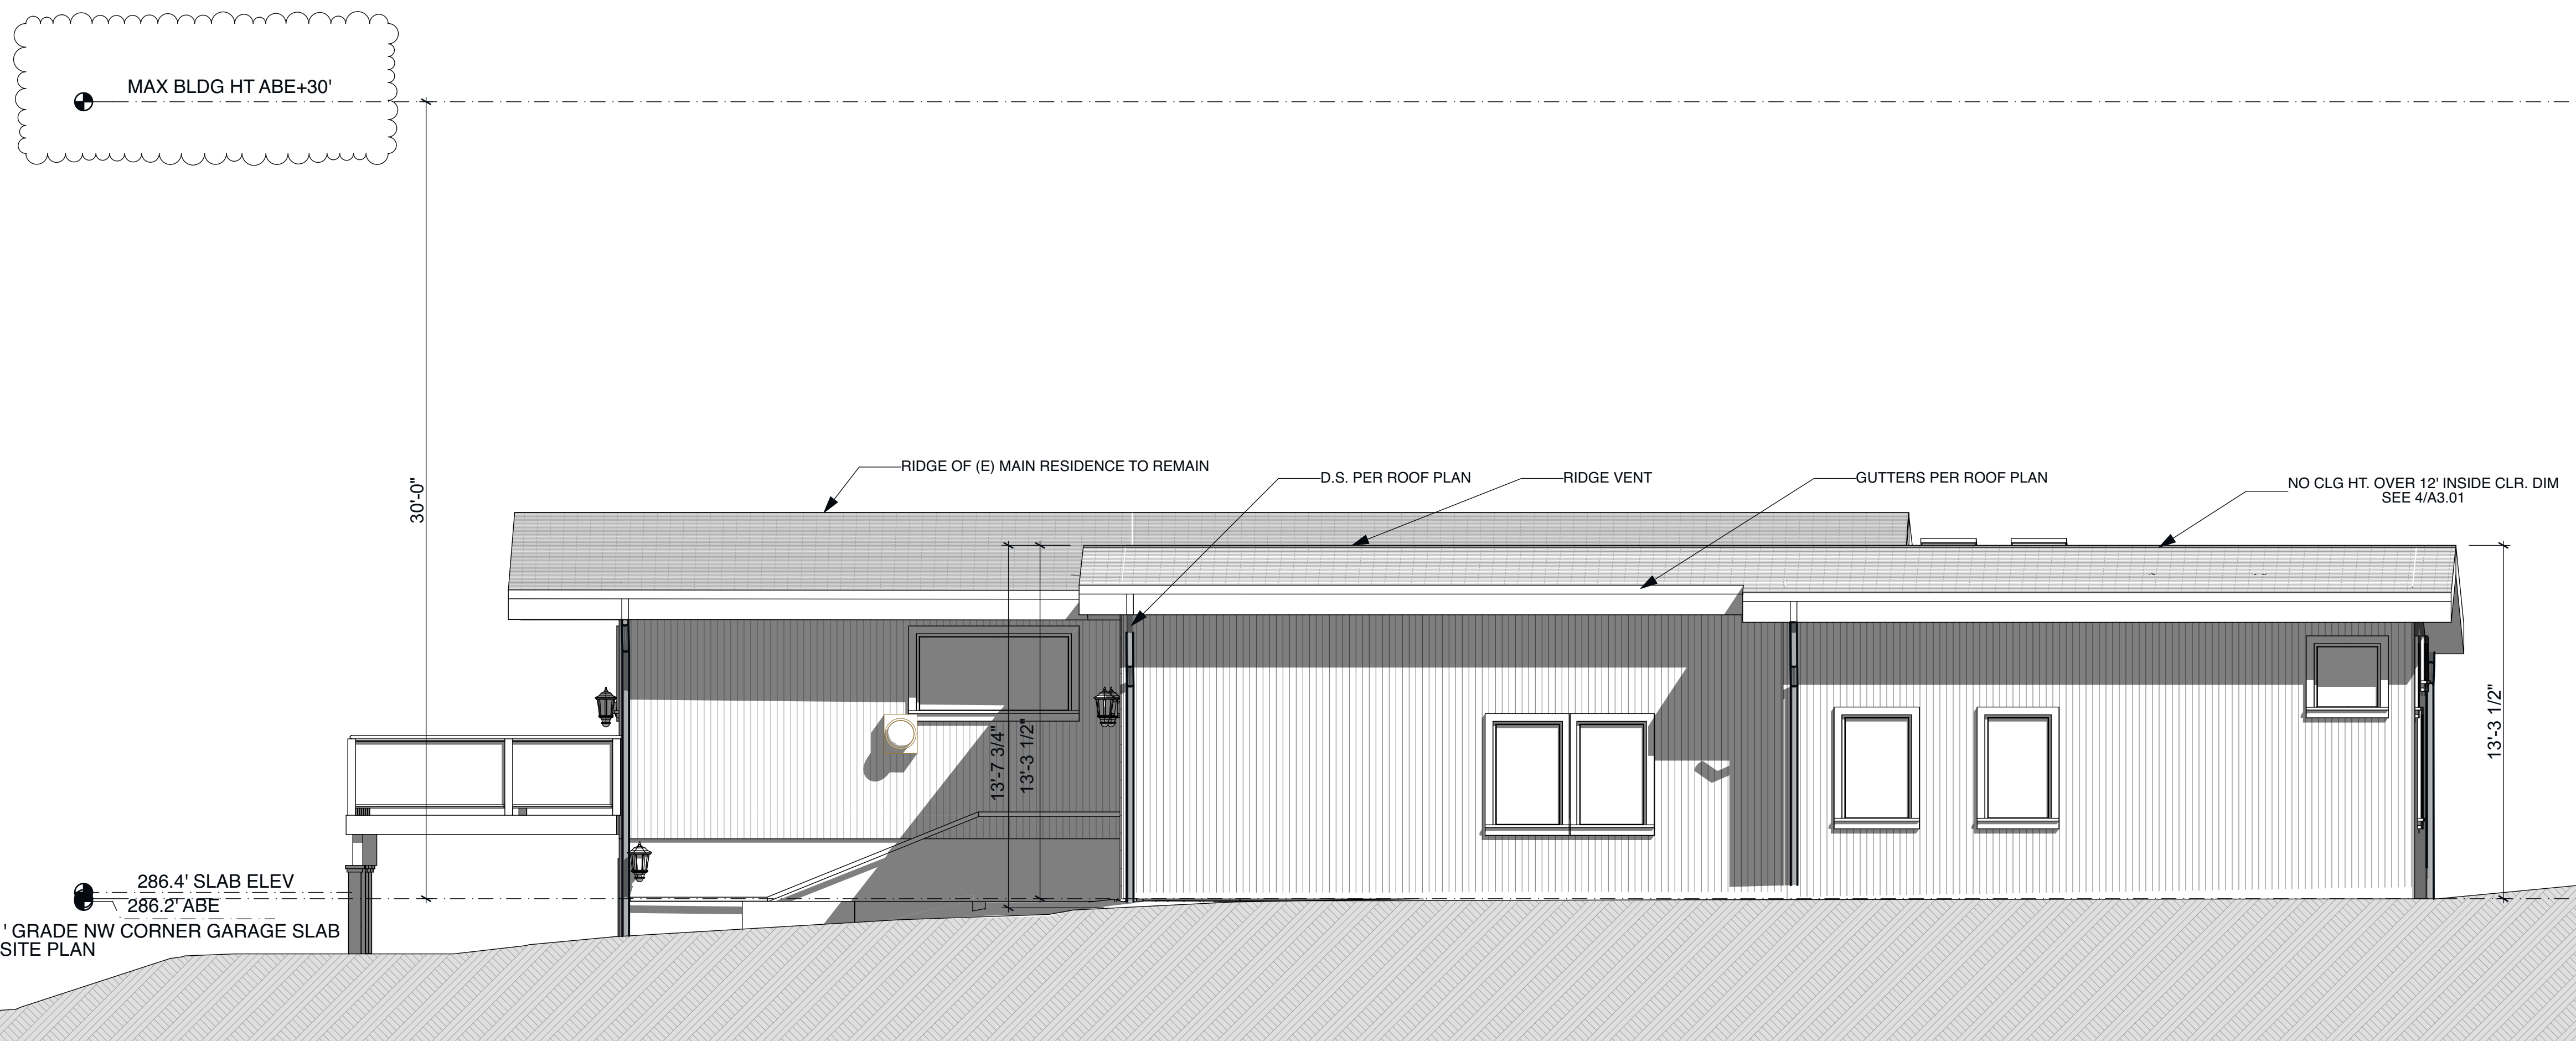 MAX BLDG HT ABE+30'
30'-0"
RIDGE OF (E) MAIN RESIDENCE TO REMAIN
D.S. PER ROOF PLAN
RIDGE VENT
GUTTERS PER ROOF PLAN
NO CLG HT. OVER 12' INSIDE CLR. DIM
SEE 4/A3.01
13'-7 3/4"
13'-3 1/2"
13'-3 1/2"
286.4' SLAB ELEV
286.2' ABE
' GRADE NW CORNER GARAGE SLAB
SITE PLAN